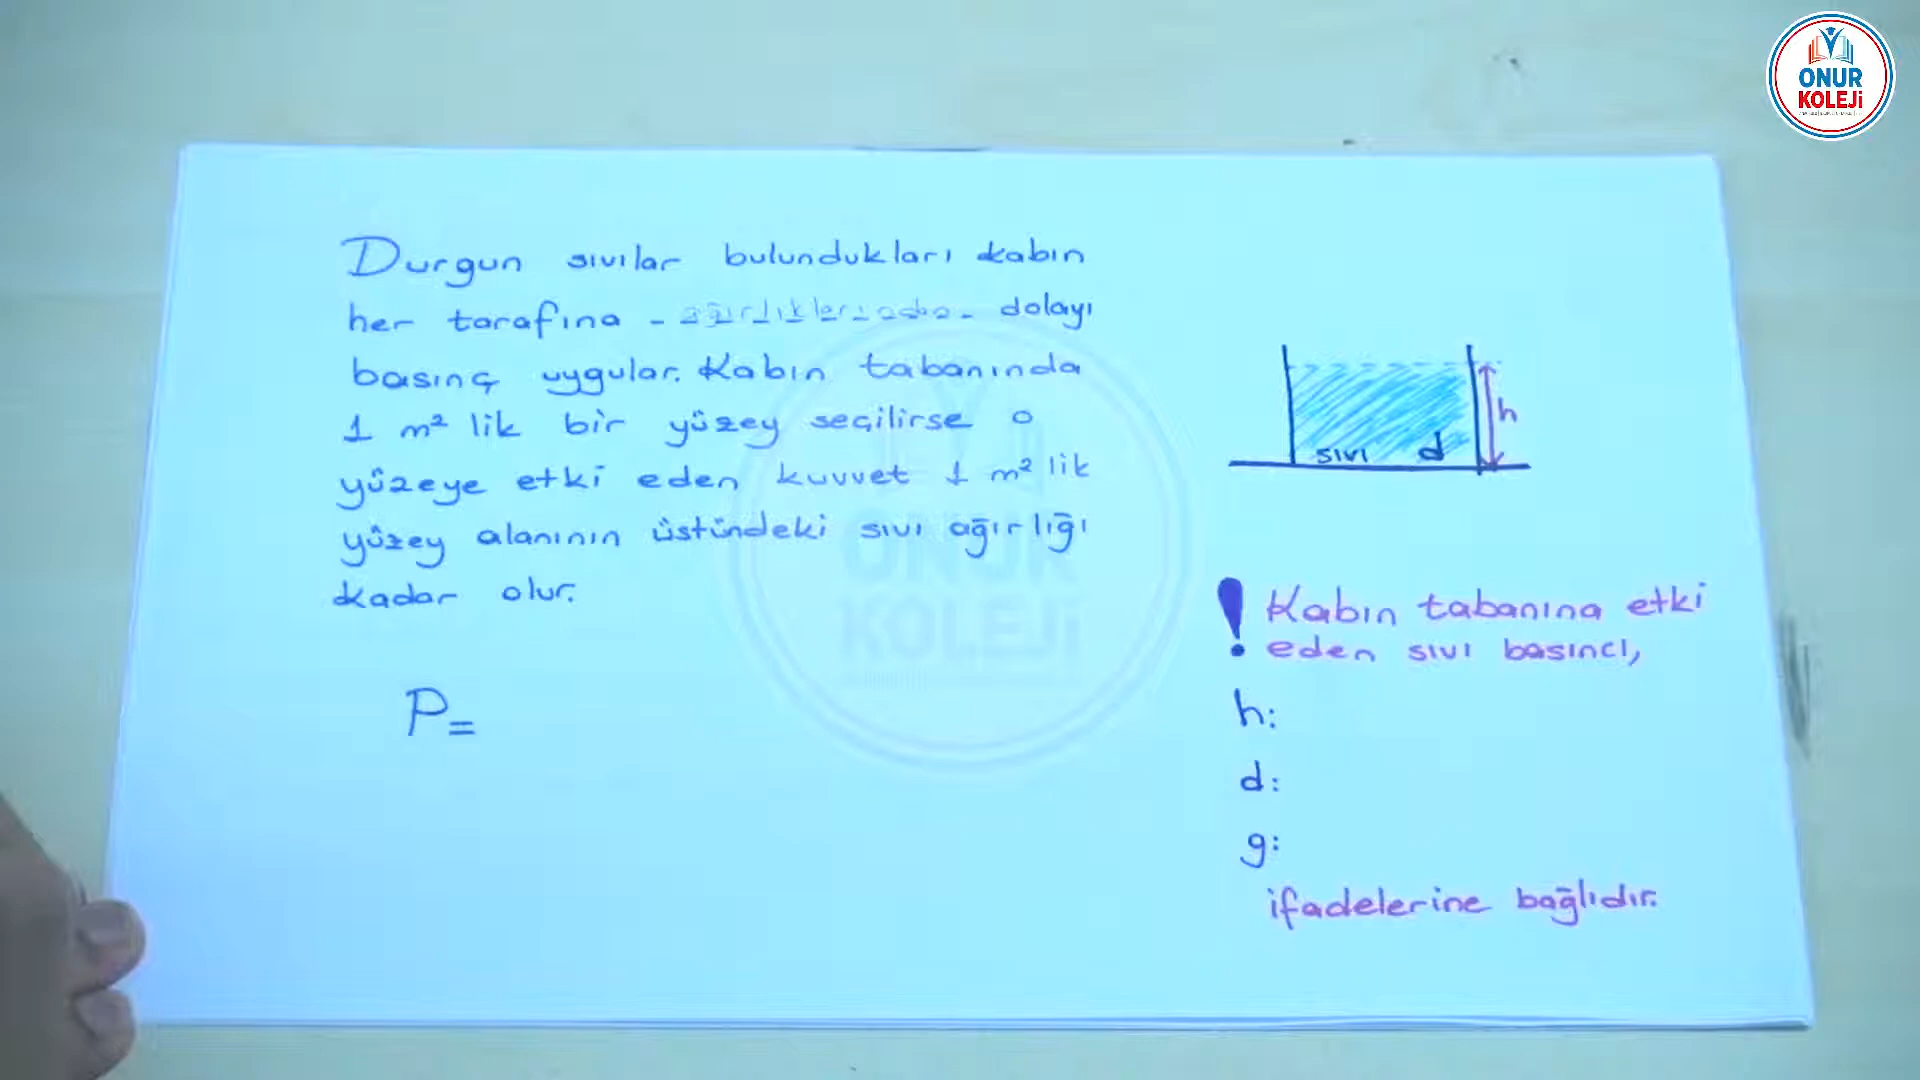 ONUR
KOLEJİ
Durgun sıvılar bulundukları kabın
her tarafına - ağırlıklarından - dolayı
basınç uygular. Kabın tabanında
1 m² lik bir yüzey seçilirse o
yüzeye etki eden kuvvet 1 m² lik
yüzey alanının üstündeki sıvı ağırlığı
kadar olur.
P=
h
sıvı d
! Kabın tabanına etki
eden sıvı basıncı,
h:
d:
g:
ifadelerine bağlıdır.
ONUR
KOLEJİ